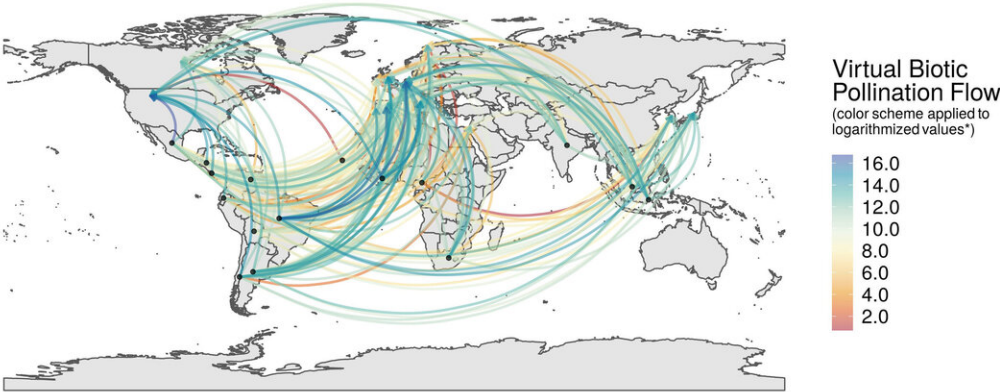 Virtual Biotic
Pollination Flow
(color scheme applied to
logarithmized values*)
16.0
14.0
12.0
10.0
8.0
6.0
4.0
2.0